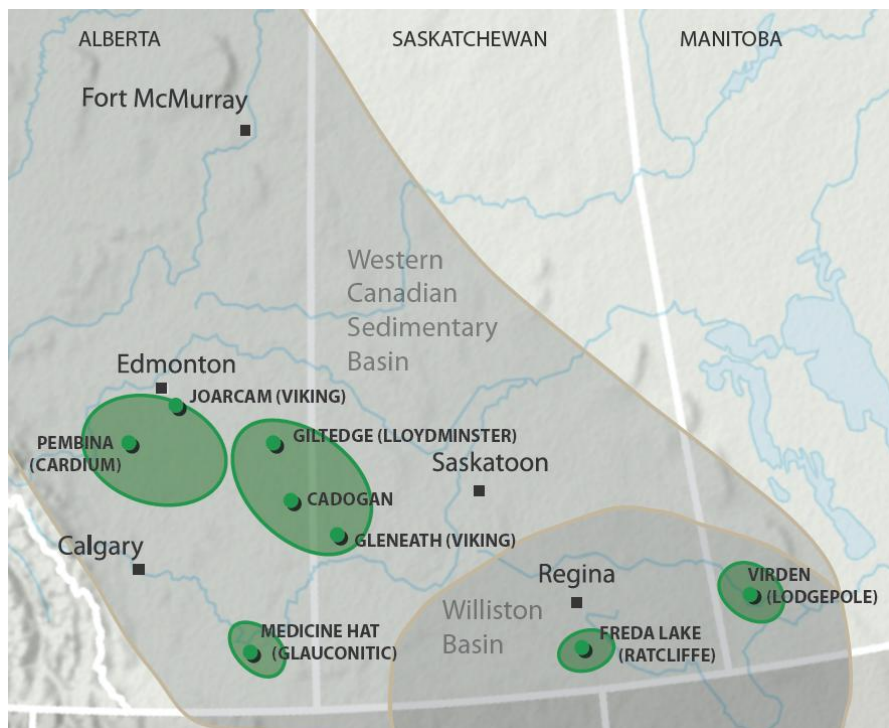 ALBERTA
SASKATCHEWAN
MANITOBA
Fort McMurray
Western
Canadian
Sedimentary
Basin
Edmonton
JOARCAM (VIKING)
PEMBINA
(CARDIUM)
GILTEDGE (LLOYDMINSTER)
Saskatoon
CADOGAN
GLENEATH (VIKING)
Calgary
Regina
VIRDEN
(LODGEPOLE)
Williston
Basin
MEDICINE HAT
(GLAUCONITIC)
FREDA LAKE
(RATCLIFFE)